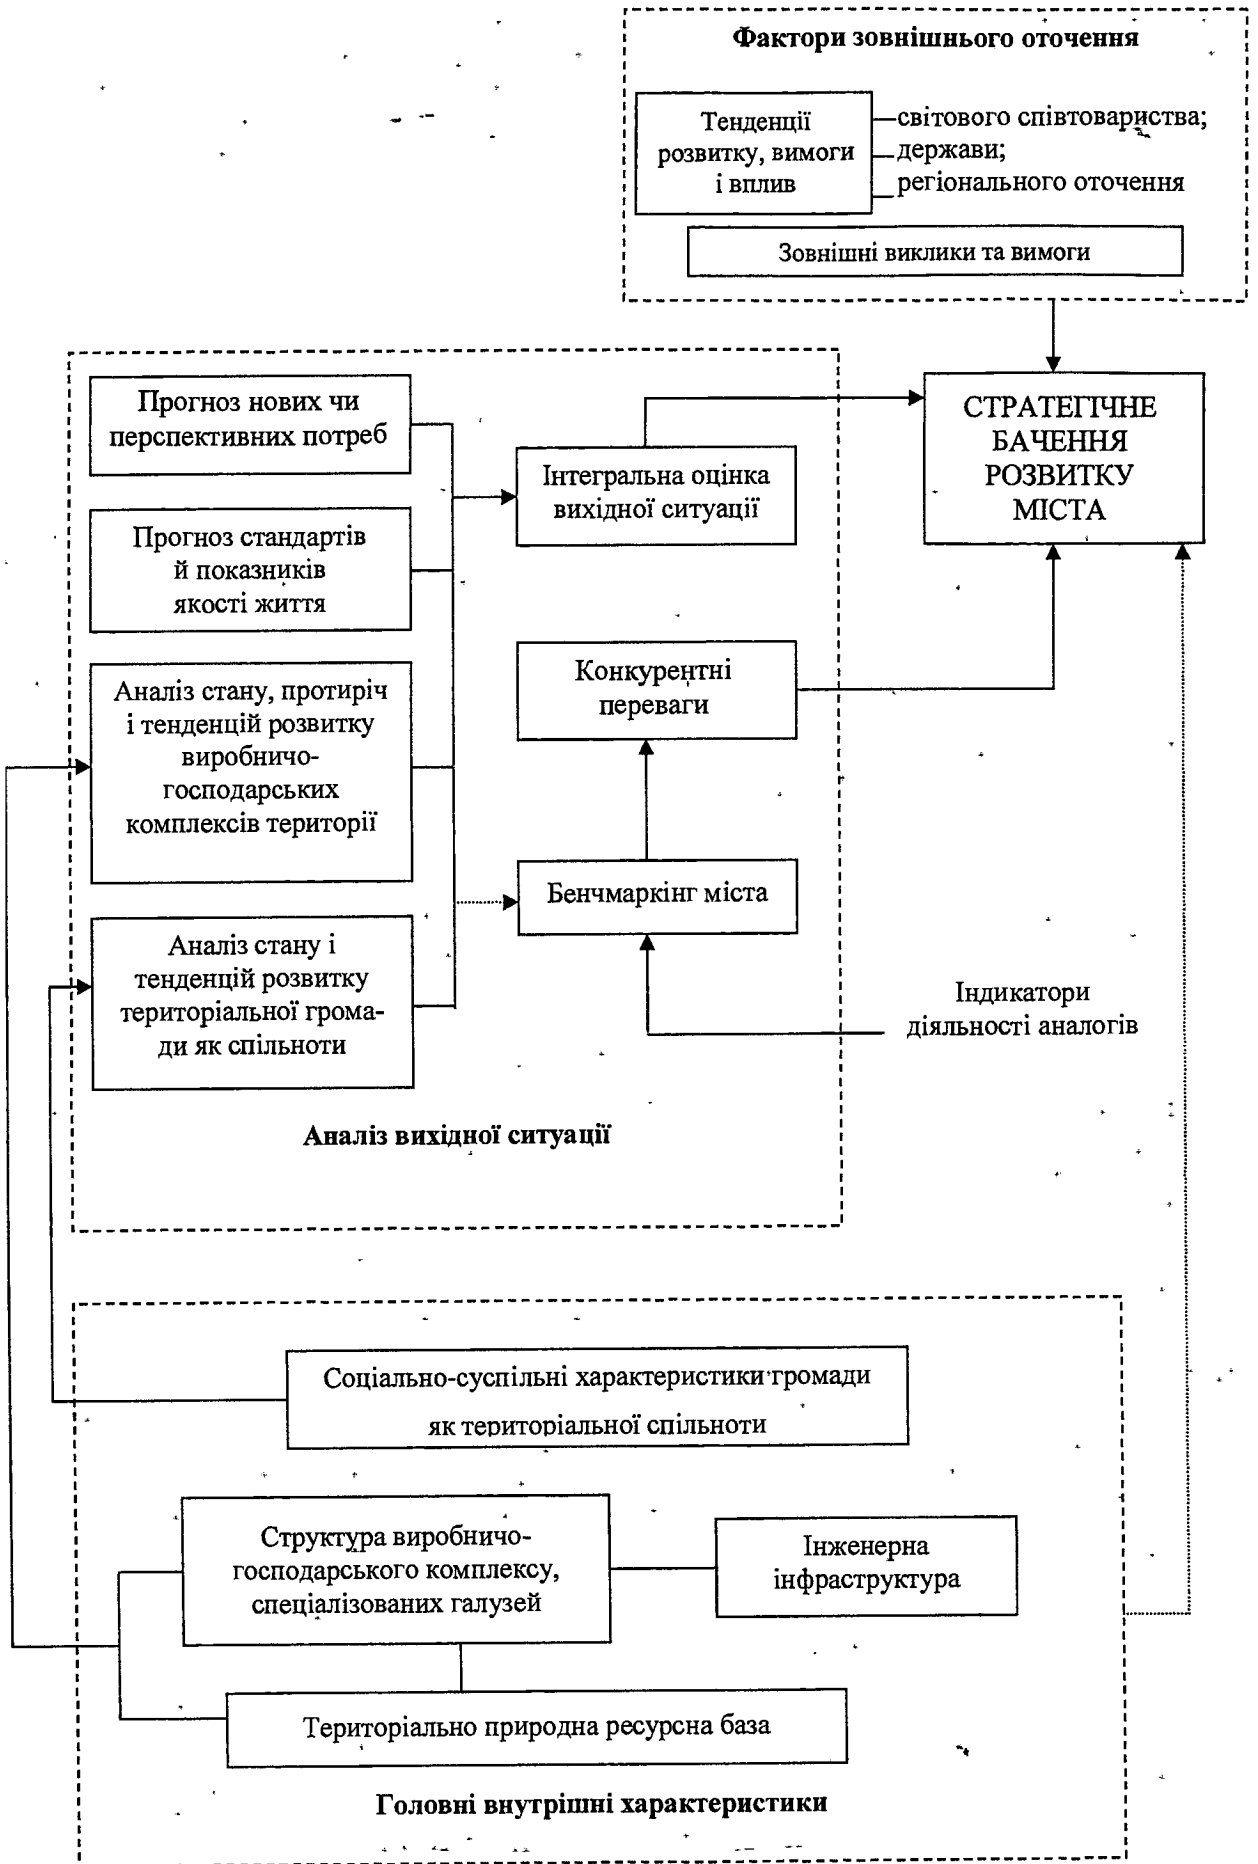 Фактори зовнішнього оточення
Тенденції
розвитку, вимоги
і вплив
світового співтовариства;
держави;
регіонального оточення
Зовнішні виклики та вимоги
СТРАТЕГІЧНЕ
БАЧЕННЯ
РОЗВИТКУ
МІСТА
Прогноз нових чи
перспективних потреб
Прогноз стандартів
й показників
якості життя
Аналіз стану, протиріч
і тенденцій розвитку
виробничо-
господарських
комплексів території
Аналіз стану і
тенденцій розвитку
територіальної грома-
ди як спільноти
Інтегральна оцінка
вихідної ситуації
Конкурентні
переваги
Бенчмаркінг міста
Індикатори
діяльності аналогів
Аналіз вихідної ситуації
Соціально-суспільні характеристики громади
як територіальної спільноти
Структура виробничо-
господарського комплексу,
спеціалізованих галузей
Інженерна
інфраструктура
Територіально природна ресурсна база
Головні внутрішні характеристики